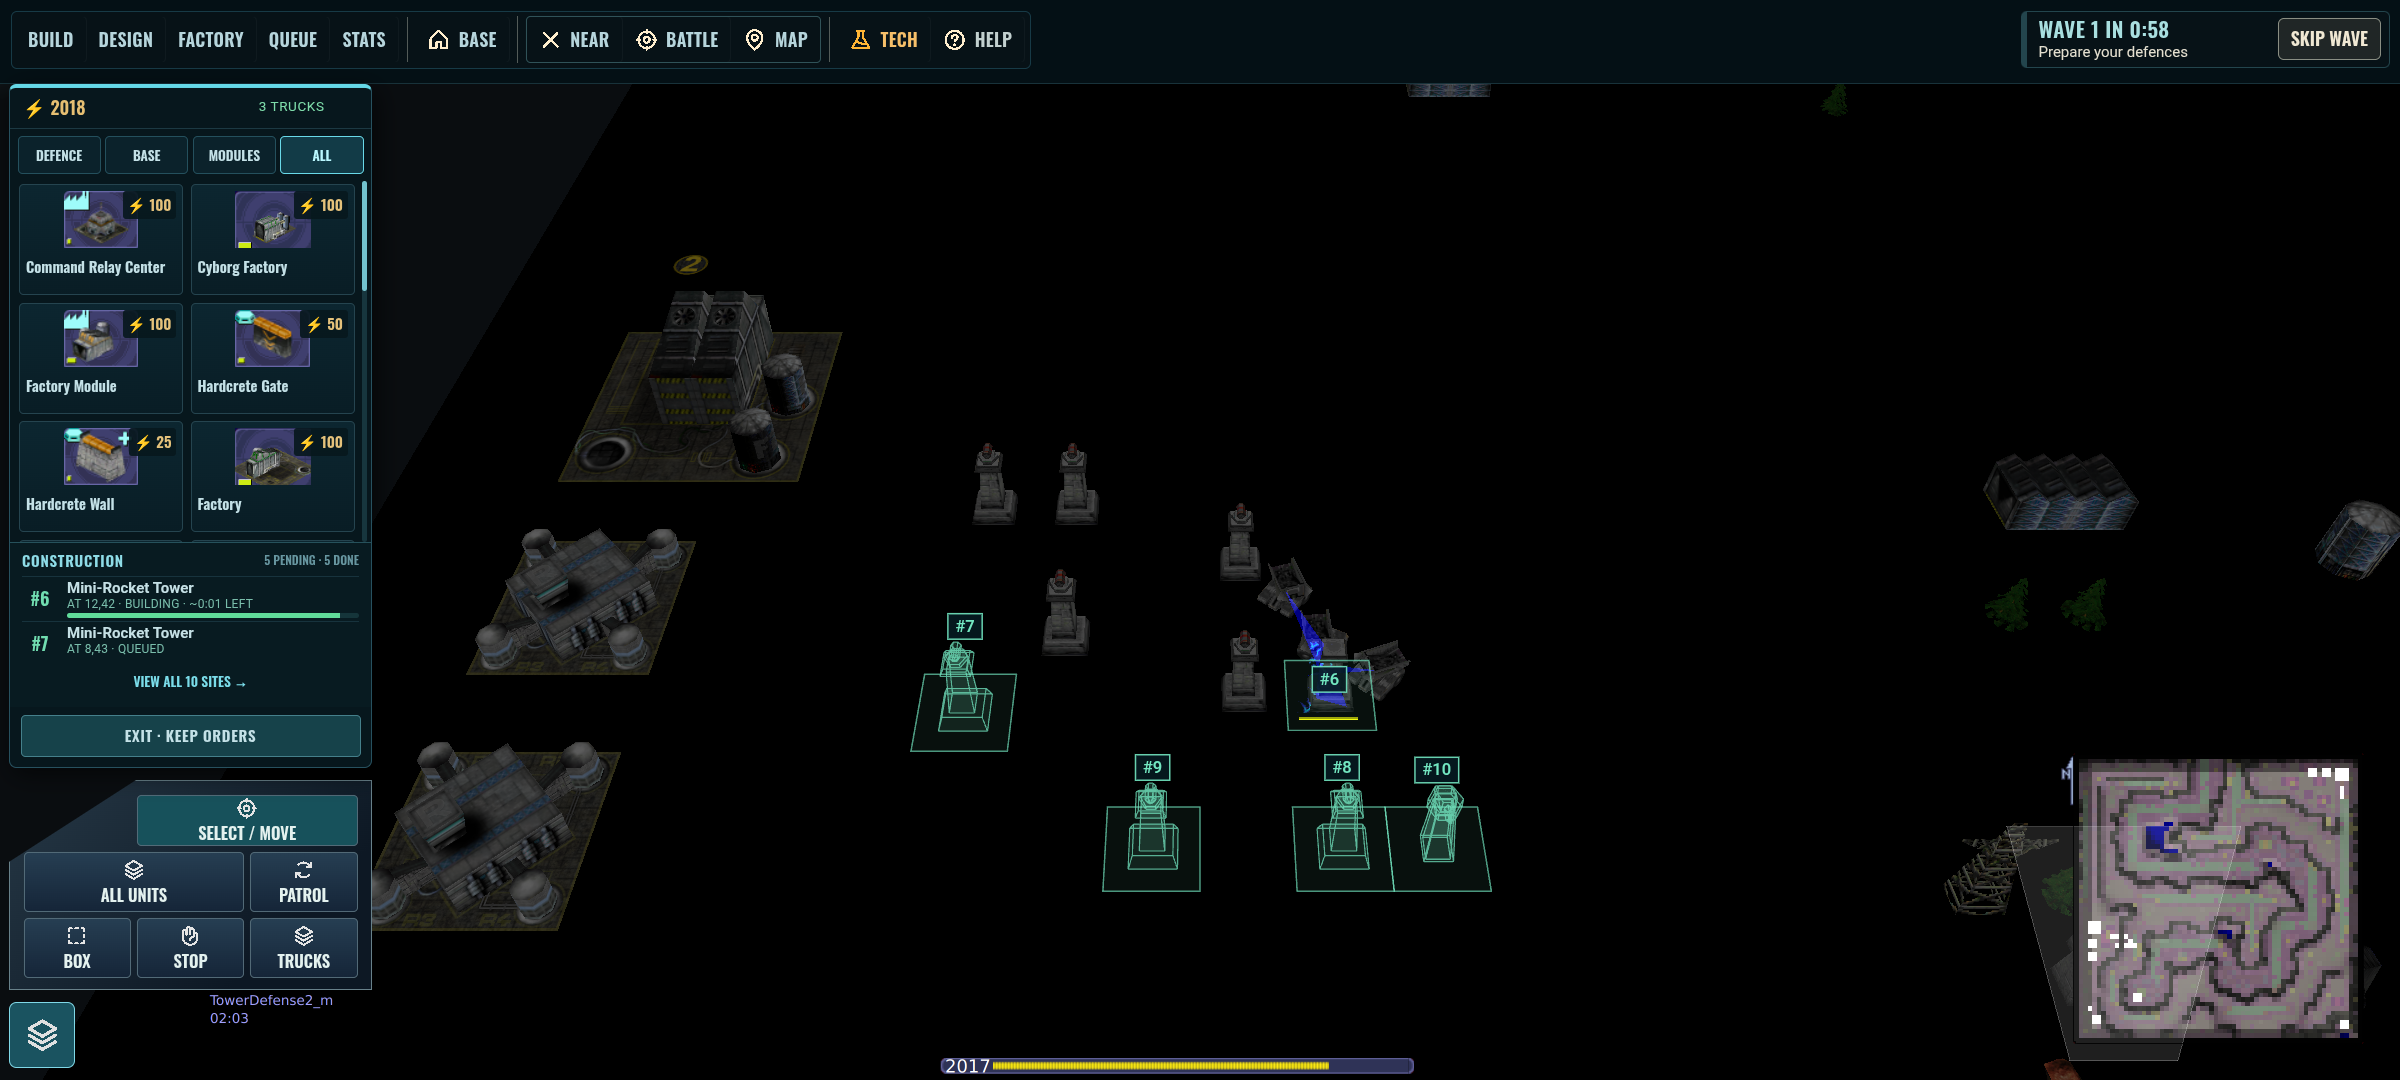 BUILD DESIGN FACTORY QUEUE STATS BASE NEAR BATTLE MAP TECH HELP
WAVE 1 IN 0:58
Prepare your defences
SKIP WAVE
2018
3 TRUCKS
DEFENCE BASE MODULES ALL
100
Command Relay Center
100
Cyborg Factory
100
Factory Module
50
Hardcrete Gate
25
Hardcrete Wall
100
Factory
CONSTRUCTION
5 PENDING · 5 DONE
#6
Mini-Rocket Tower
AT 12,42 · BUILDING · ~0:01 LEFT
#7
Mini-Rocket Tower
AT 8,43 · QUEUED
VIEW ALL 10 SITES →
EXIT · KEEP ORDERS
SELECT / MOVE
ALL UNITS
PATROL
BOX
STOP
TRUCKS
TowerDefense2_m
02:03
2
#7
#6
#9
#8
#10
N
2017